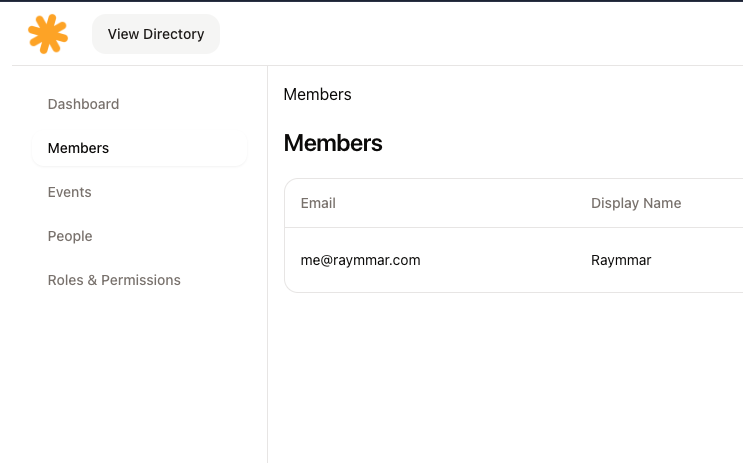 View Directory
Dashboard
Members
Events
People
Roles & Permissions
Members
Members
Email Display Name
me@raymmar.com Raymmar